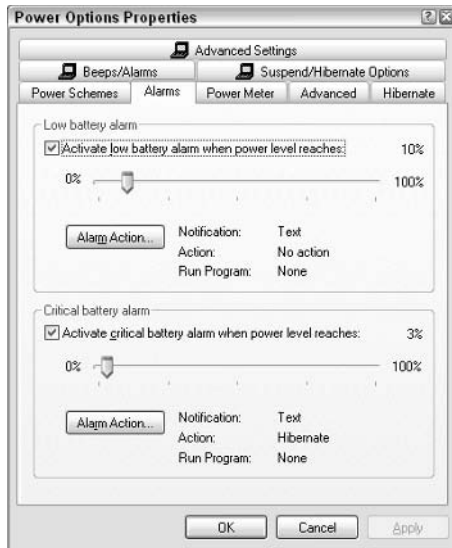 Power Options Properties
Advanced Settings
Beeps/Alarms Suspend/Hibernate Options
Power Schemes Alarms Power Meter Advanced Hibernate
Low battery alarm
Activate low battery alarm when power level reaches: 10%
0% 100%
Alarm Action... Notification: Text
Action: No action
Run Program: None
Critical battery alarm
Activate critical battery alarm when power level reaches: 3%
0% 100%
Alarm Action... Notification: Text
Action: Hibernate
Run Program: None
OK Cancel Apply